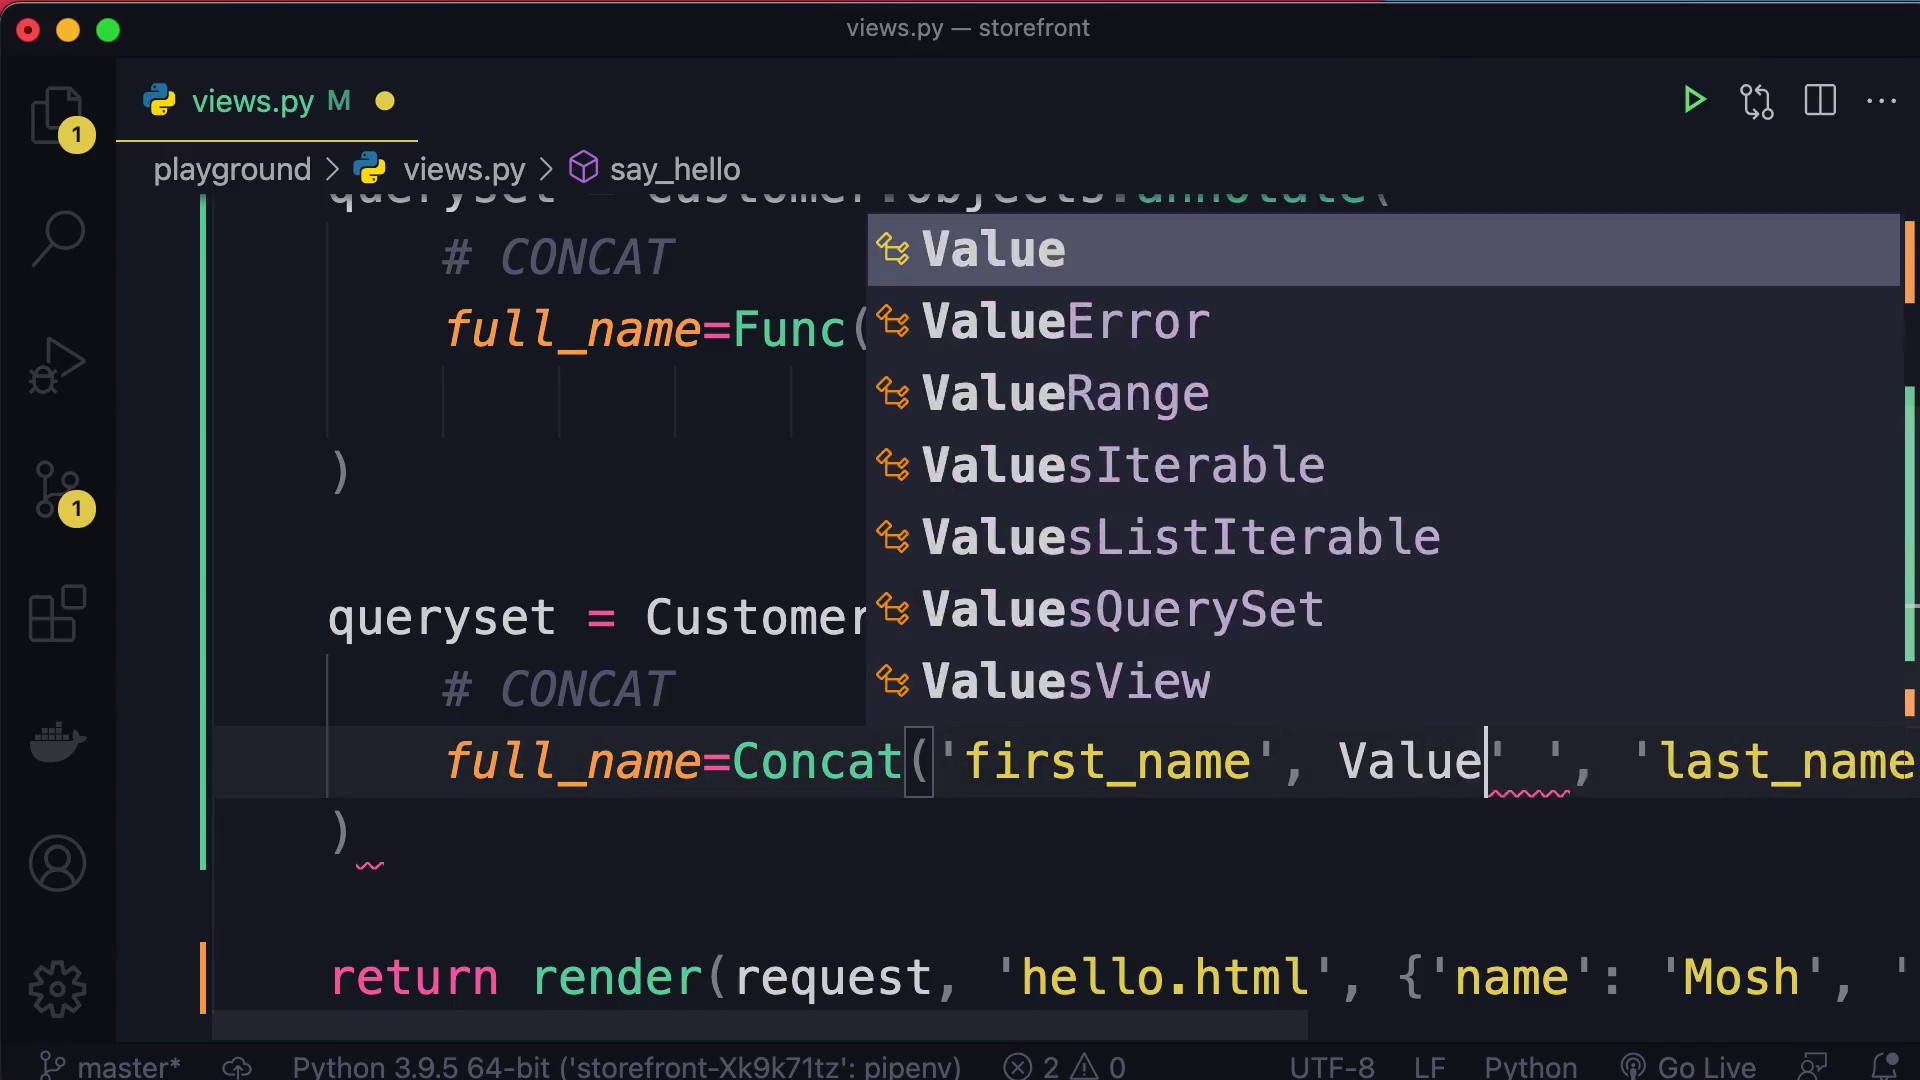 views.py — storefront
views.py M
1
playground > views.py > say_hello
queryset = Customer.objects.annotate(
# CONCAT
full_name=Func(
)
Value
ValueError
ValueRange
ValuesIterable
ValuesListIterable
ValuesQuerySet
ValuesView
1
queryset = Customer
# CONCAT
full_name=Concat('first_name', Value' ', 'last_name
)
return render(request, 'hello.html', {'name': 'Mosh', '
master* Python 3.9.5 64-bit ('storefront-Xk9k71tz': pipenv) 2 0 UTF-8 LF Python Go Live